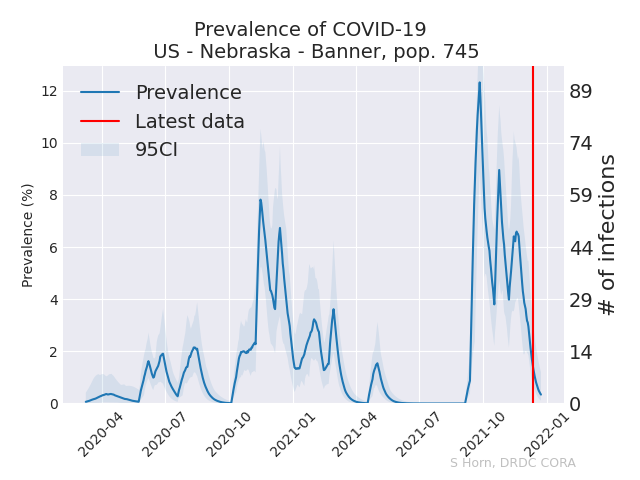 Prevalence of COVID-19
US - Nebraska - Banner, pop. 745
Prevalence
Latest data
95CI
Prevalence (%)
12
10
8
6
4
2
0
89
74
59
44
29
14
0
# of infections
2020-04
2020-07
2020-10
2021-01
2021-04
2021-07
2021-10
2022-01
S Horn, DRDC CORA